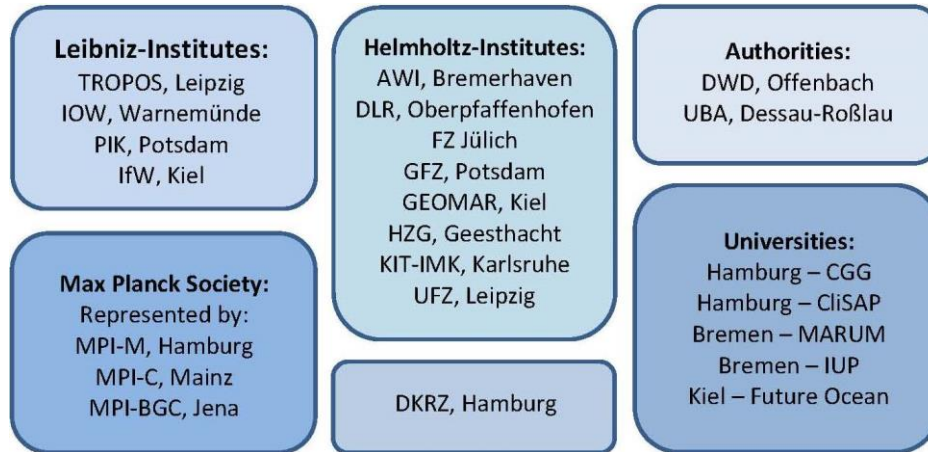 Leibniz-Institutes:
TROPOS, Leipzig
IOW, Warnemünde
PIK, Potsdam
IfW, Kiel
Max Planck Society:
Represented by:
MPI-M, Hamburg
MPI-C, Mainz
MPI-BGC, Jena
Helmholtz-Institutes:
AWI, Bremerhaven
DLR, Oberpfaffenhofen
FZ Jülich
GFZ, Potsdam
GEOMAR, Kiel
HZG, Geesthacht
KIT-IMK, Karlsruhe
UFZ, Leipzig
DKRZ, Hamburg
Authorities:
DWD, Offenbach
UBA, Dessau-Roßlau
Universities:
Hamburg – CGG
Hamburg – CliSAP
Bremen – MARUM
Bremen – IUP
Kiel – Future Ocean